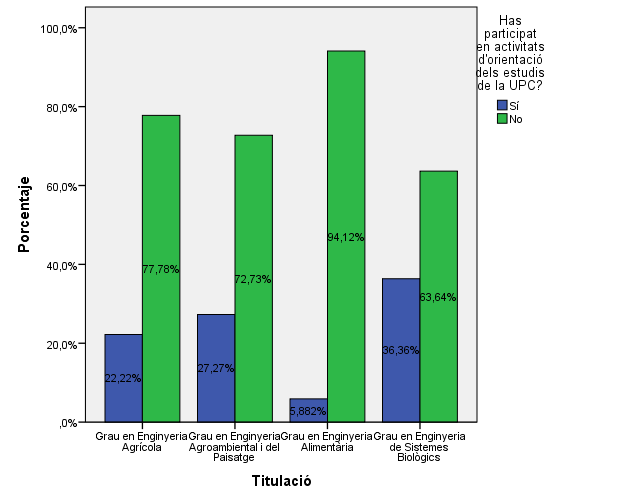 Has
participat
en activitats
d'orientació
dels estudis
de la UPC?
Sí
No
Porcentaje
100,0%
80,0%
60,0%
40,0%
20,0%
,0%
22,22%
77,78%
27,27%
72,73%
5,882%
94,12%
36,36%
63,64%
Grau en Enginyeria
Agrícola
Grau en Enginyeria
Agroambiental i del
Paisatge
Grau en Enginyeria
Alimentària
Grau en Enginyeria
de Sistemes
Biològics
Titulació